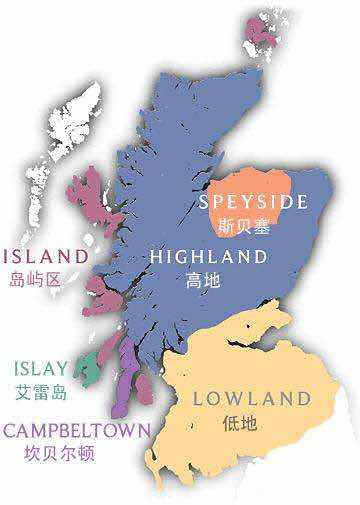 SPEYSIDE
斯贝塞
ISLAND
岛屿区
HIGHLAND
高地
ISLAY
艾雷岛
LOWLAND
低地
CAMPBELTOWN
坎贝尔顿